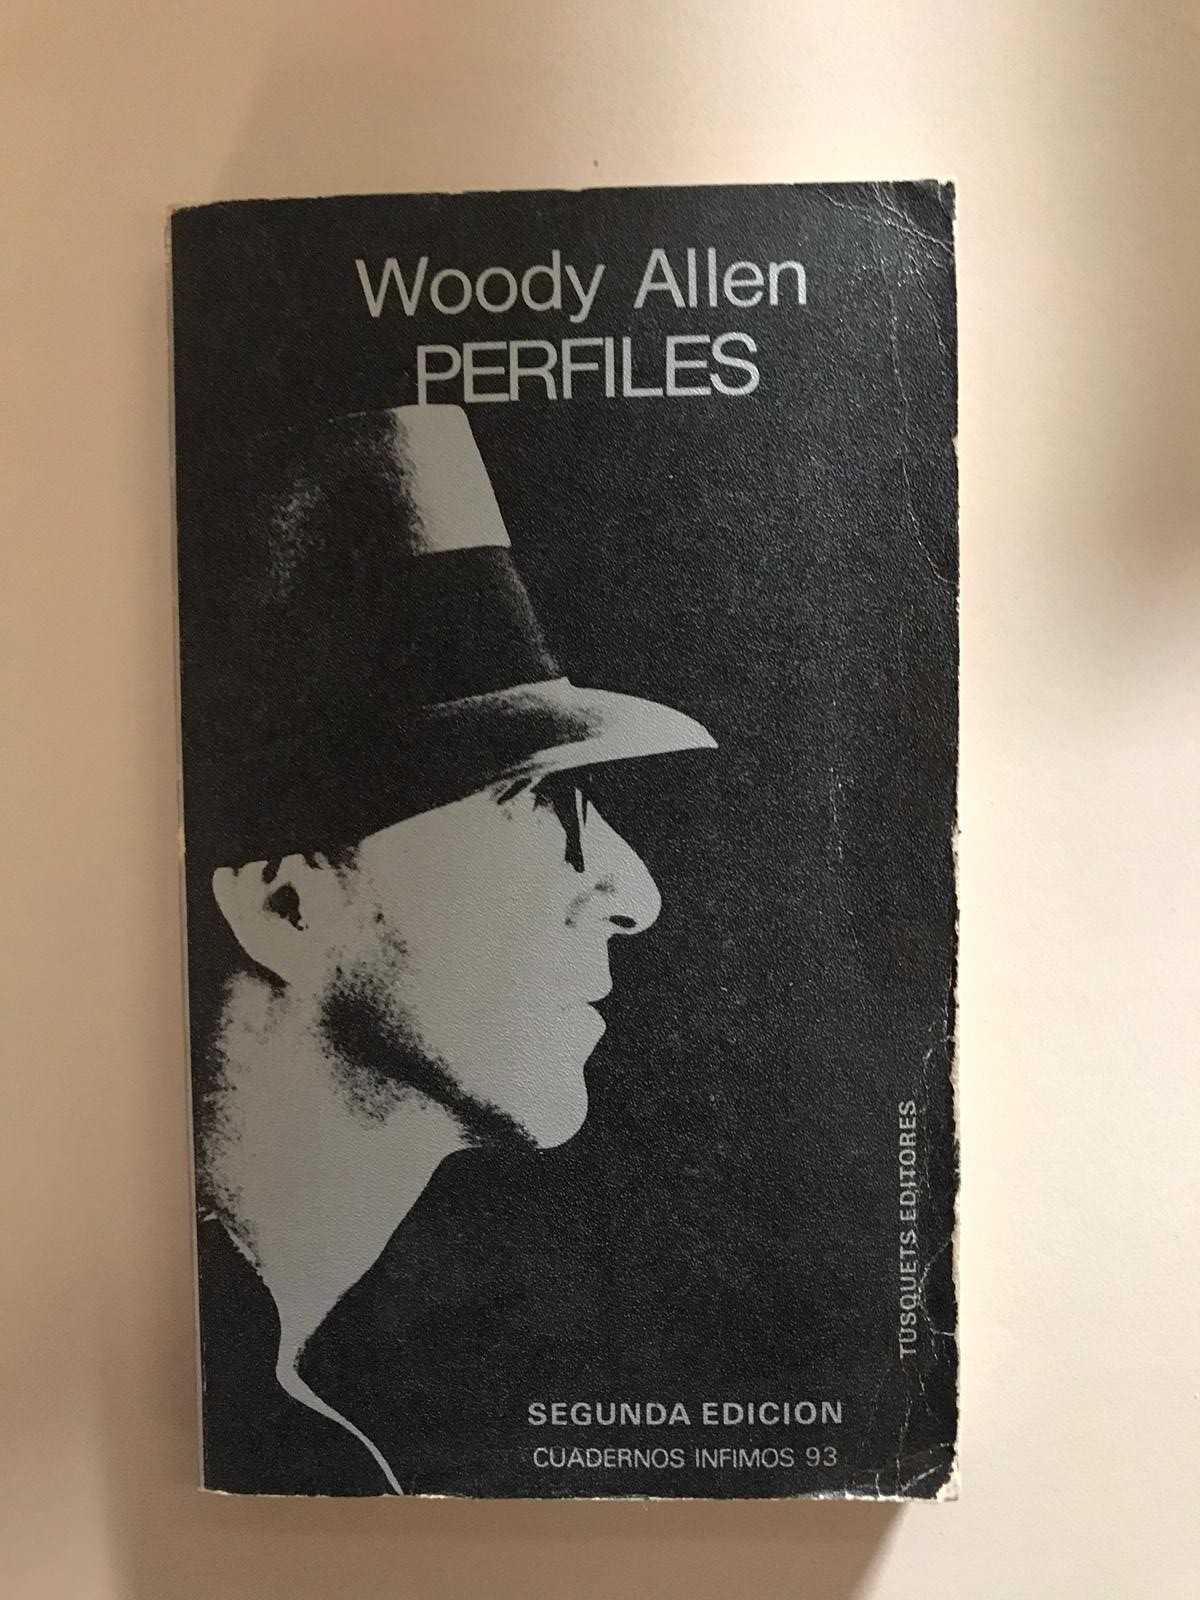 Woody Allen
PERFILES
TUSQUETS EDITORES
SEGUNDA EDICION
CUADERNOS INFIMOS 93